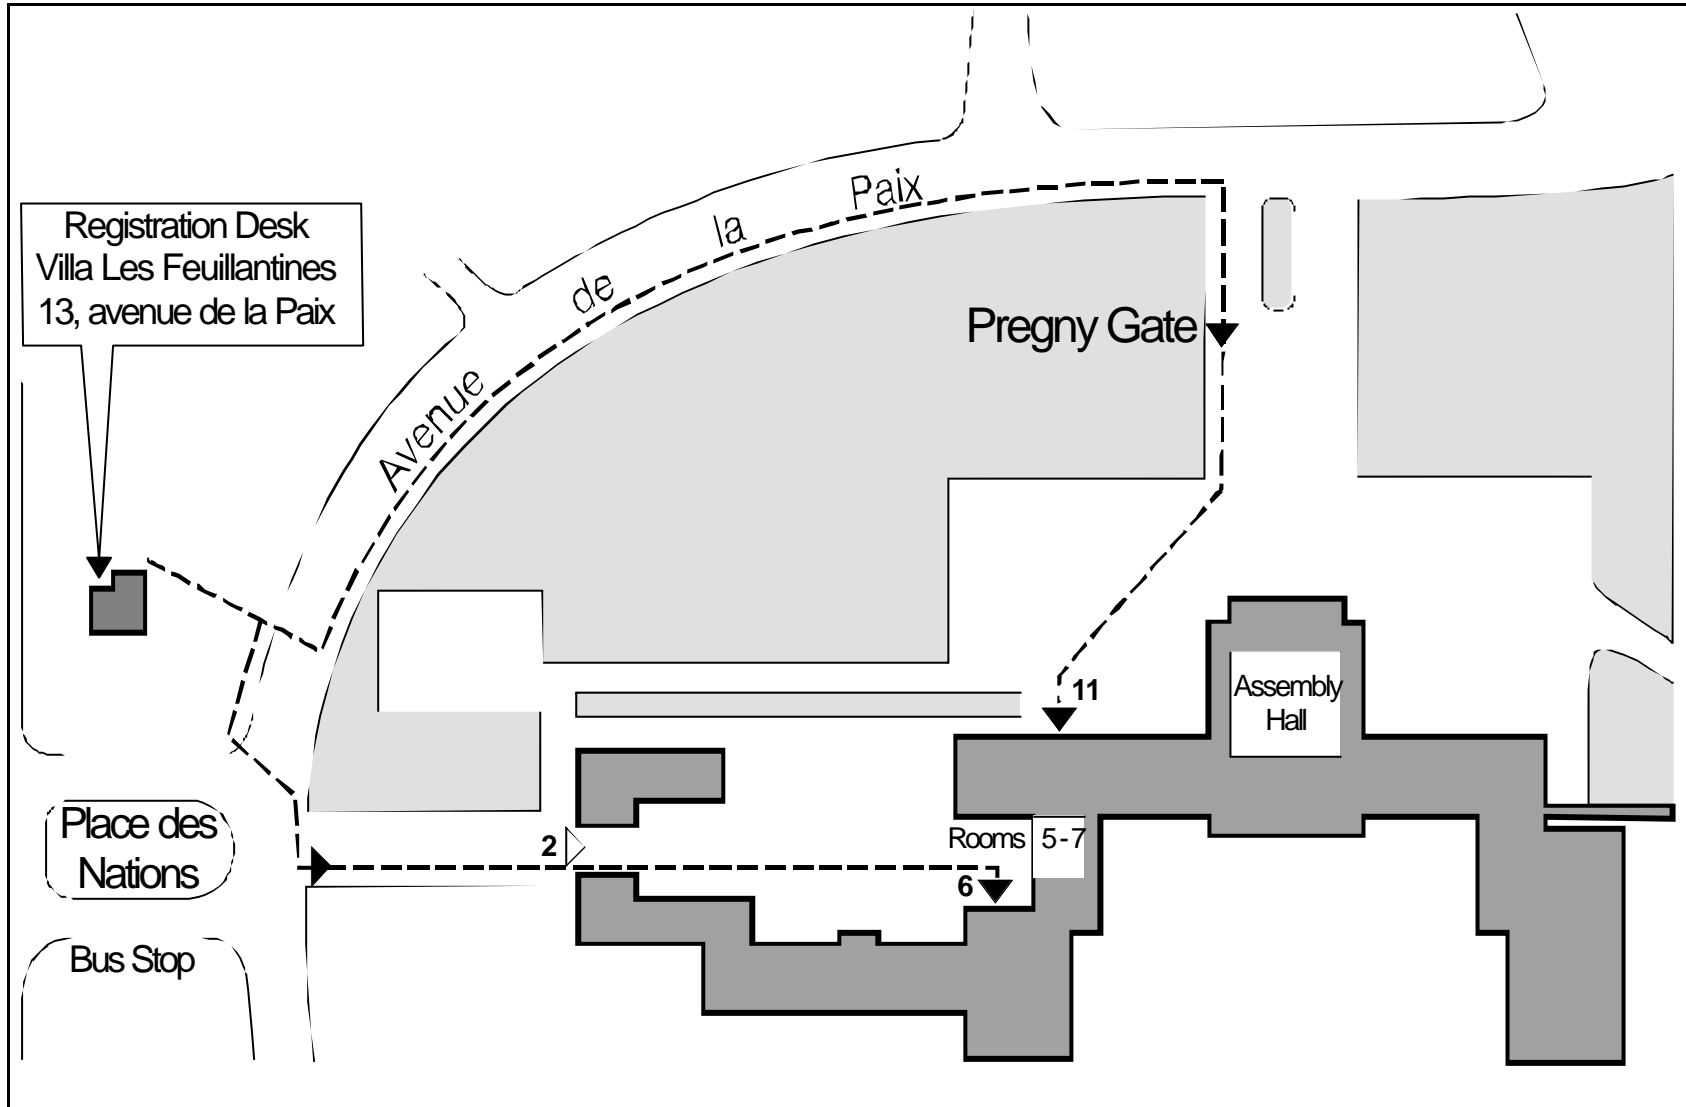 Avenue de la Paix
Registration Desk
Villa Les Feuillantines
13, avenue de la Paix
Pregny Gate
11
Assembly
Hall
Place des
Nations
2
Rooms 5-7
6
Bus Stop